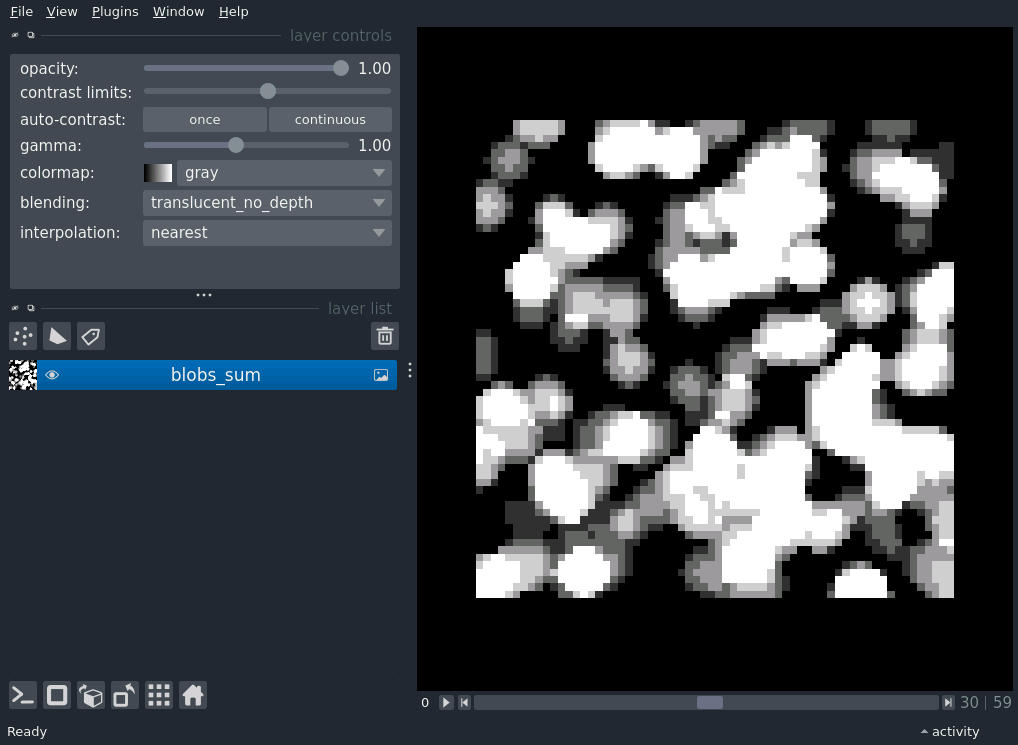 File View Plugins Window Help
layer controls
opacity: 1.00
contrast limits:
auto-contrast: once continuous
gamma: 1.00
colormap: gray
blending: translucent_no_depth
interpolation: nearest
layer list
blobs_sum
0 30 | 59
Ready activity